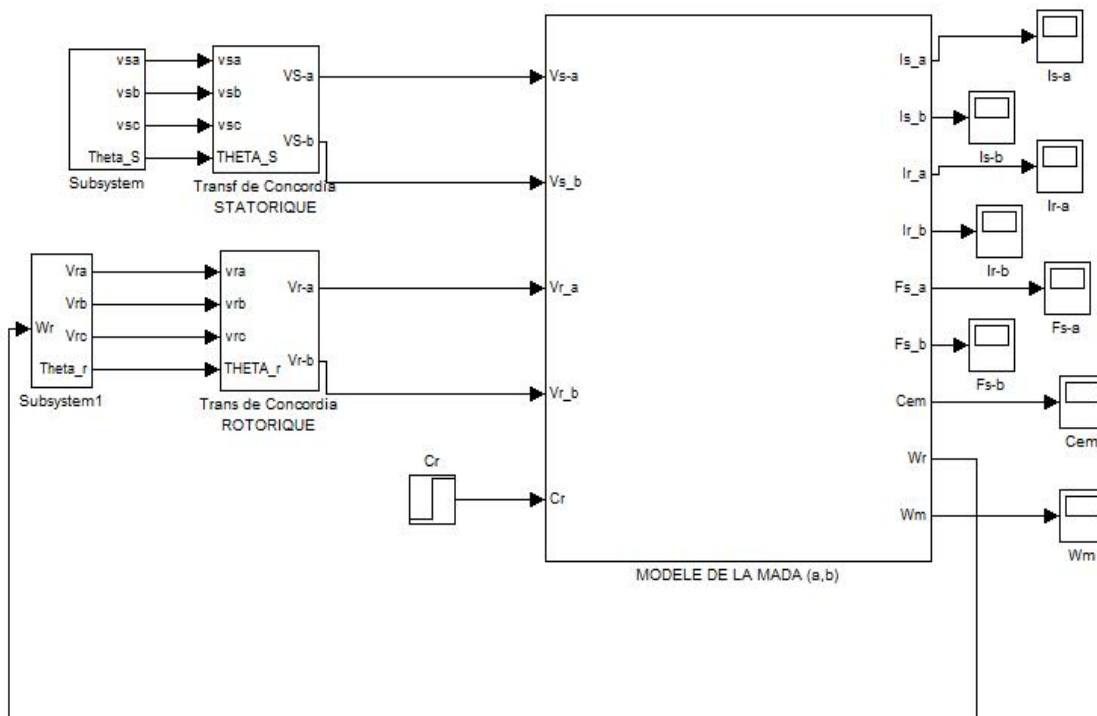 vsa
vsb
vsc
Theta_S
Subsystem
vsa
vsb
vsc
THETA_S
VS-a
VS-b
Transf de Concordia
STATORIQUE
Wr
Vra
Vrb
Vrc
Theta_r
Subsystem1
vra
vrb
vrc
THETA_r
Vr-a
Vr-b
Trans de Concordia
ROTORIQUE
Cr
Vs-a
Vs_b
Vr_a
Vr_b
Cr
Is_a
Is_b
Ir_a
Ir_b
Fs_a
Fs_b
Cem
Wr
Wm
MODELE DE LA MADA (a,b)
Is-a
Is-b
Ir-a
Ir-b
Fs-a
Fs-b
Cem
Wm